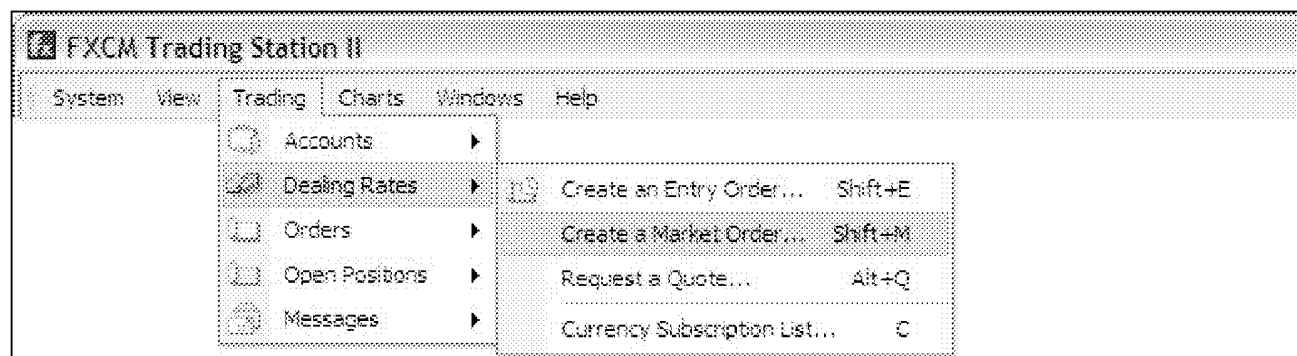 FXCM Trading Station II
System View Trading Charts Windows Help
Accounts
Dealing Rates
Create an Entry Order... Shift+E
Orders
Create a Market Order... Shift+M
Open Positions
Request a Quote... Alt+Q
Messages
Currency Subscription List... C